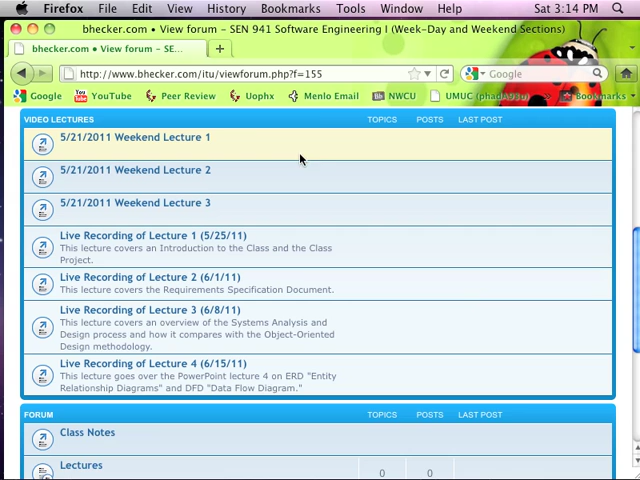 Firefox File Edit View History Bookmarks Tools Window Help Sat 3:14 PM
bhecker.com • View forum - SEN 941 Software Engineering I (Week-Day and Weekend Sections)
bhecker.com • View forum – SE...
http://www.bhecker.com/itu/viewforum.php?f=155
Google
Google YouTube Peer Review Uophx Menlo Email NWCU Bookmarks
VIDEO LECTURES TOPICS POSTS LAST POST
5/21/2011 Weekend Lecture 1
5/21/2011 Weekend Lecture 2
5/21/2011 Weekend Lecture 3
Live Recording of Lecture 1 (5/25/11)
This lecture covers an Introduction to the Class and the Class
Project.
Live Recording of Lecture 2 (6/1/11)
This lecture covers the Requirements Specification Document.
Live Recording of Lecture 3 (6/8/11)
This lecture covers an overview of the Systems Analysis and
Design process and how it compares with the Object-Oriented
Design methodology.
Live Recording of Lecture 4 (6/15/11)
This lecture goes over the PowerPoint lecture 4 on ERD "Entity
Relationship Diagrams" and DFD "Data Flow Diagram."
FORUM TOPICS POSTS LAST POST
Class Notes
Lectures
0 0